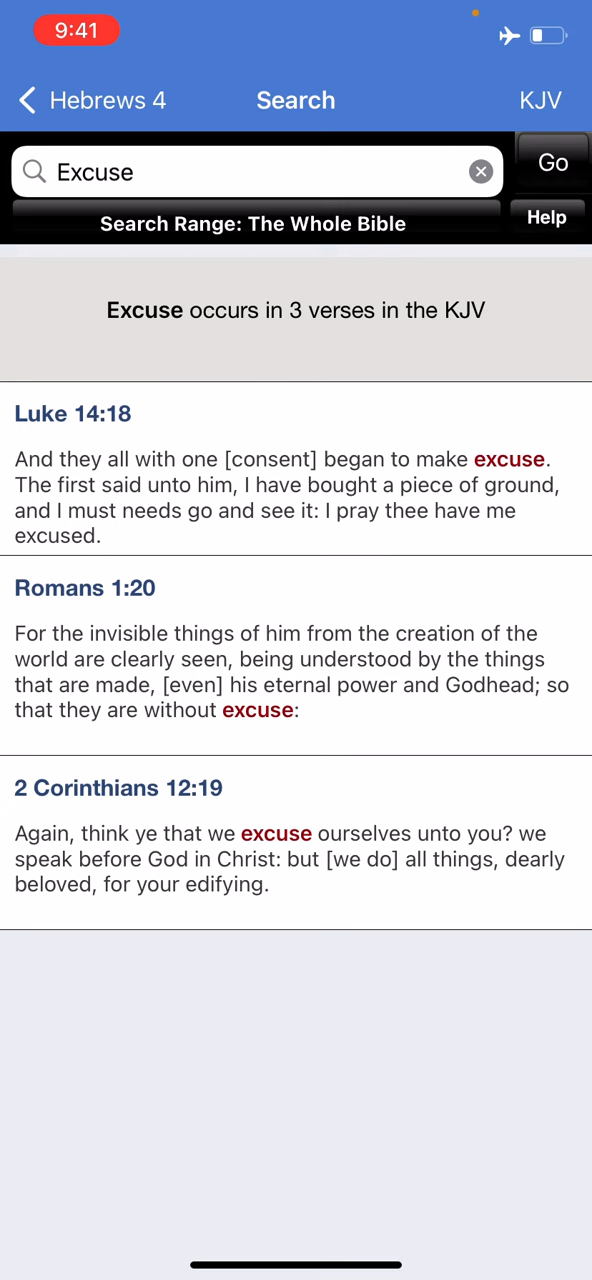 9:41
Hebrews 4 Search KJV
Excuse Go
Search Range: The Whole Bible Help
Excuse occurs in 3 verses in the KJV
Luke 14:18
And they all with one [consent] began to make excuse.
The first said unto him, I have bought a piece of ground,
and I must needs go and see it: I pray thee have me
excused.
Romans 1:20
For the invisible things of him from the creation of the
world are clearly seen, being understood by the things
that are made, [even] his eternal power and Godhead; so
that they are without excuse:
2 Corinthians 12:19
Again, think ye that we excuse ourselves unto you? we
speak before God in Christ: but [we do] all things, dearly
beloved, for your edifying.